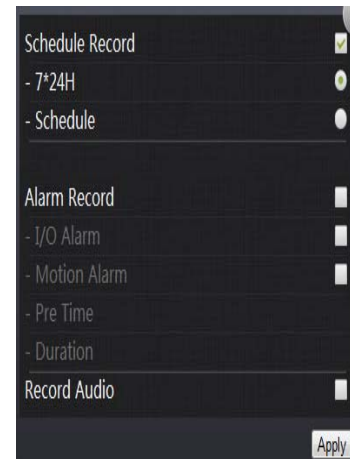 Schedule Record
- 7*24H
- Schedule
Alarm Record
- I/O Alarm
- Motion Alarm
- Pre Time
- Duration
Record Audio
Apply